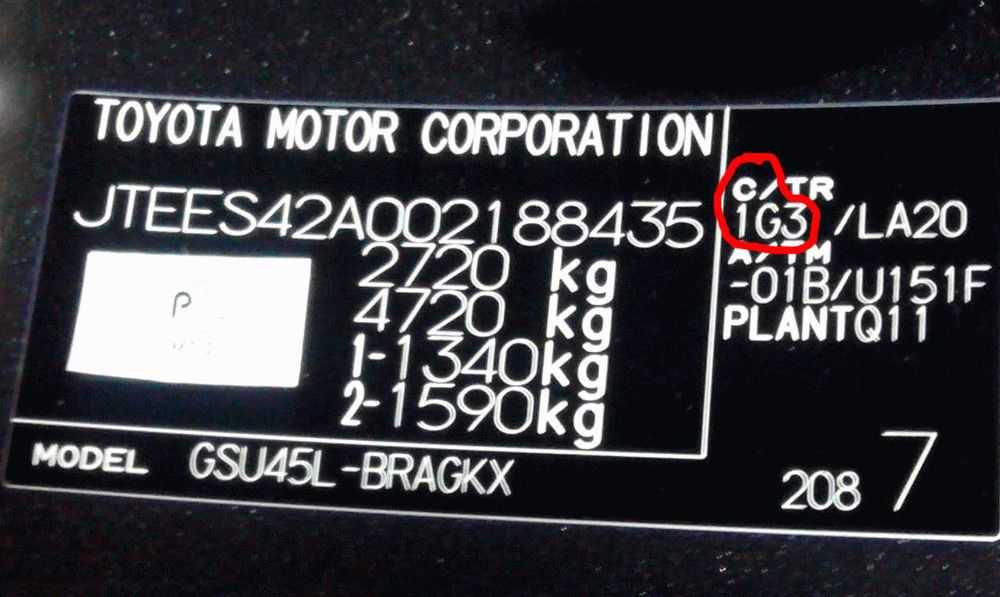 TOYOTA MOTOR CORPORATION
JTEES42A002188435
2720 kg
4720 kg
1-1340kg
2-1590kg
MODEL GSU45L-BRAGKX
C/TR
1G3 /LA20
A/TM
-01B/U151F
PLANTQ11
208 7